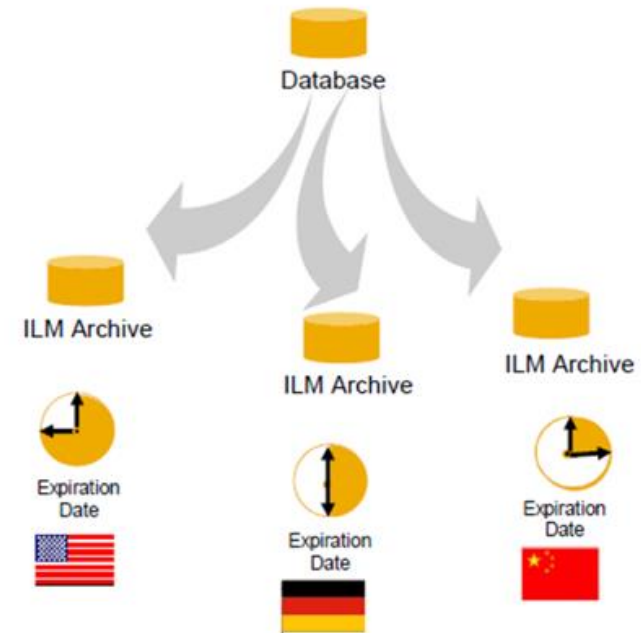 Database
ILM Archive
Expiration
Date
ILM Archive
Expiration
Date
ILM Archive
Expiration
Date